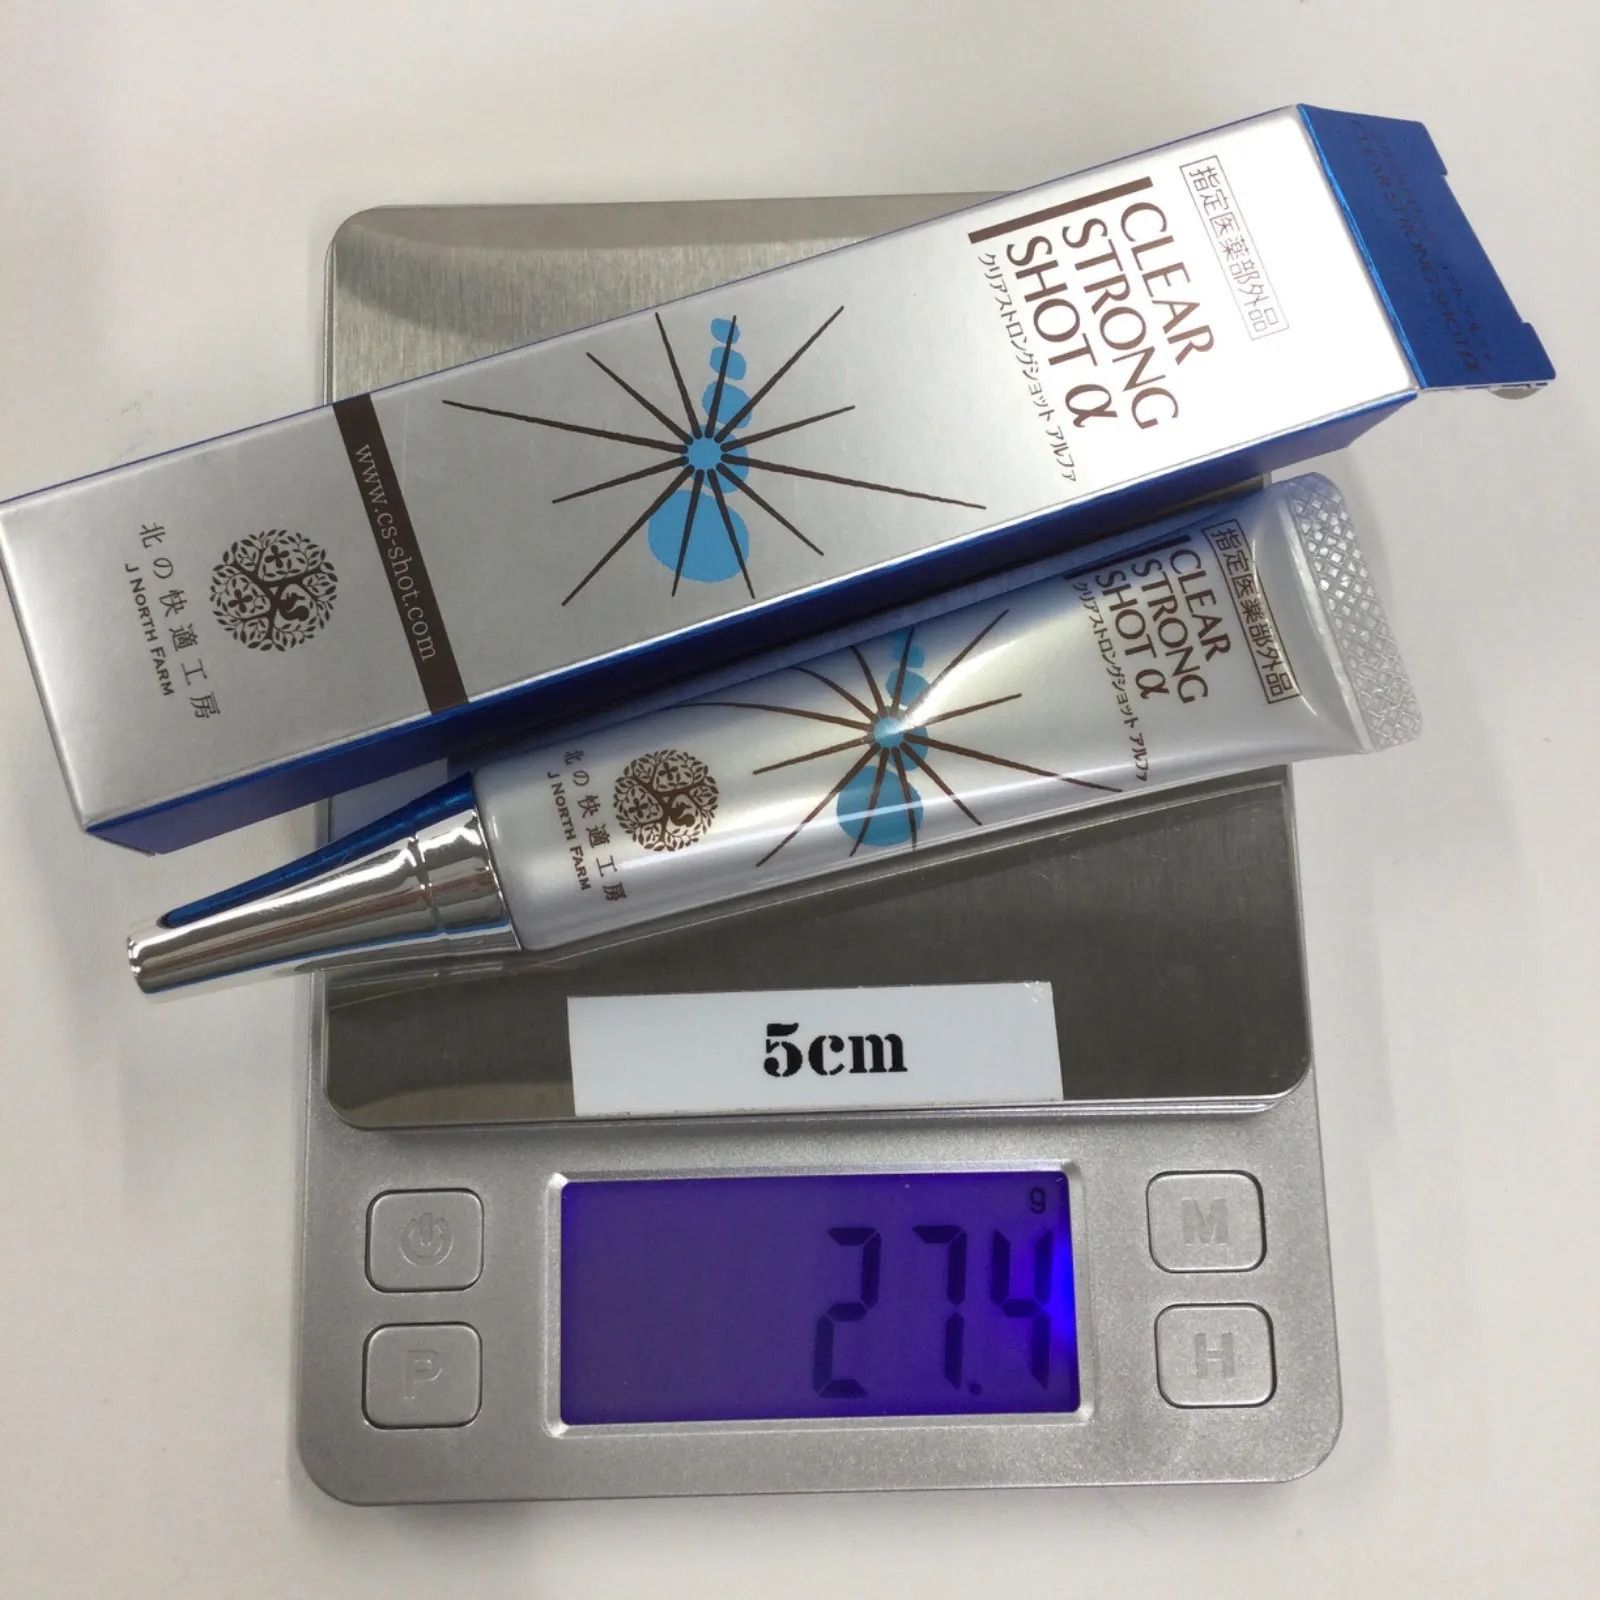 指定医薬部外品
CLEAR
STRONG
SHOT α
クリアストロングショット アルファ
www.cs-shot.com
北の快適工房
J NORTH FARM
指定医薬部外品
CLEAR
STRONG
SHOT α
クリアストロングショット アルファ
北の快適工房
J NORTH FARM
5cm
g
27.4
M
P
H